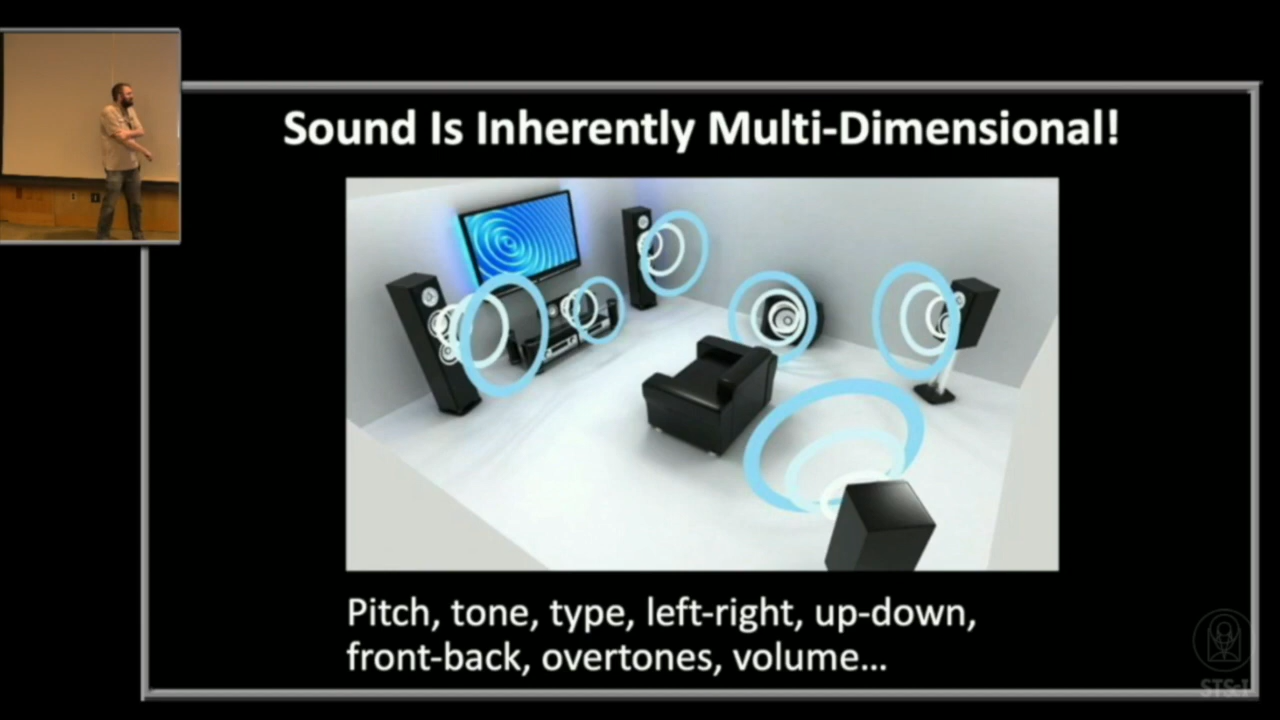 Sound Is Inherently Multi-Dimensional!
Pitch, tone, type, left-right, up-down,
front-back, overtones, volume...
STScI